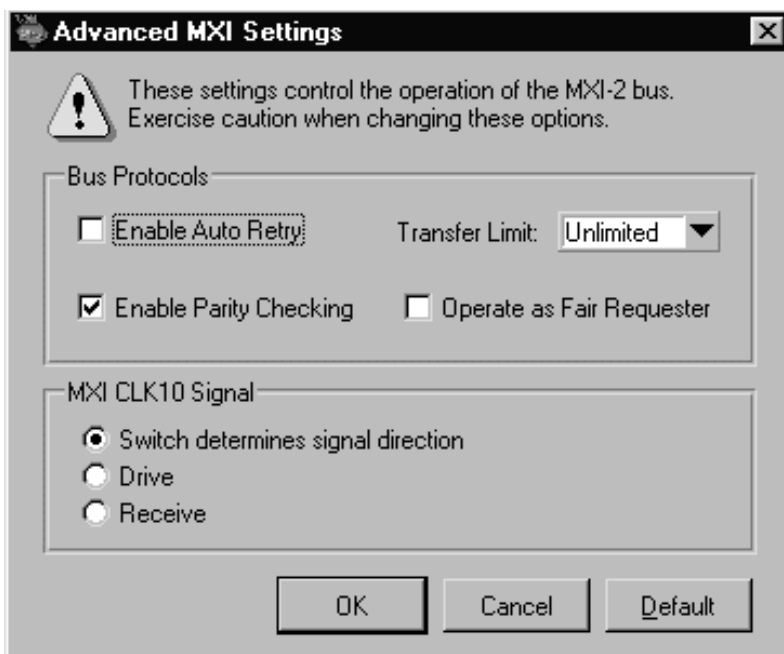 Advanced MXI Settings
These settings control the operation of the MXI-2 bus.
Exercise caution when changing these options.
Bus Protocols
Enable Auto Retry
Transfer Limit: Unlimited
Enable Parity Checking
Operate as Fair Requester
MXI CLK10 Signal
Switch determines signal direction
Drive
Receive
OK
Cancel
Default